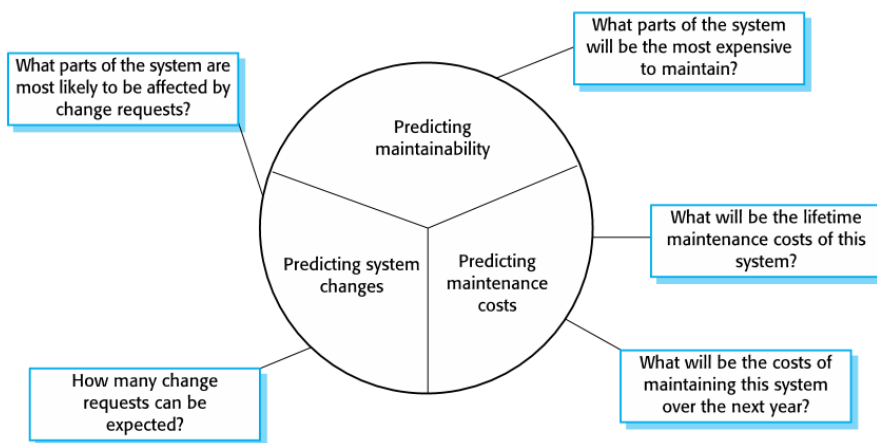 What parts of the system
will be the most expensive
to maintain?
What parts of the system are
most likely to be affected by
change requests?
Predicting
maintainability
What will be the lifetime
maintenance costs of this
system?
Predicting system
changes
Predicting
maintenance
costs
What will be the costs of
maintaining this system
over the next year?
How many change
requests can be
expected?